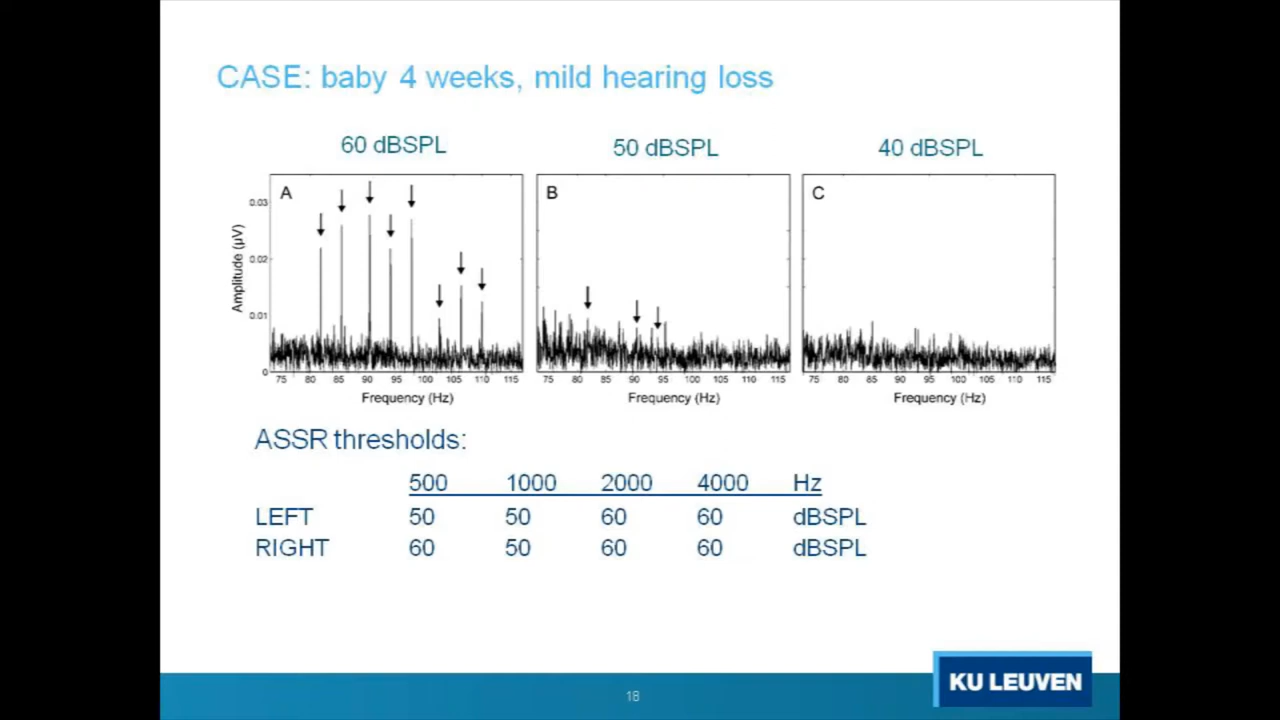 CASE: baby 4 weeks, mild hearing loss
60 dBSPL 50 dBSPL 40 dBSPL
A B C
0.03
0.02
0.01
0
Amplitude (µV)
75 80 85 90 95 100 105 110 115 75 80 85 90 95 100 105 110 115 75 80 85 90 95 100 105 110 115
Frequency (Hz) Frequency (Hz) Frequency (Hz)
ASSR thresholds:
500 1000 2000 4000 Hz
LEFT 50 50 60 60 dBSPL
RIGHT 60 50 60 60 dBSPL
18
KU LEUVEN